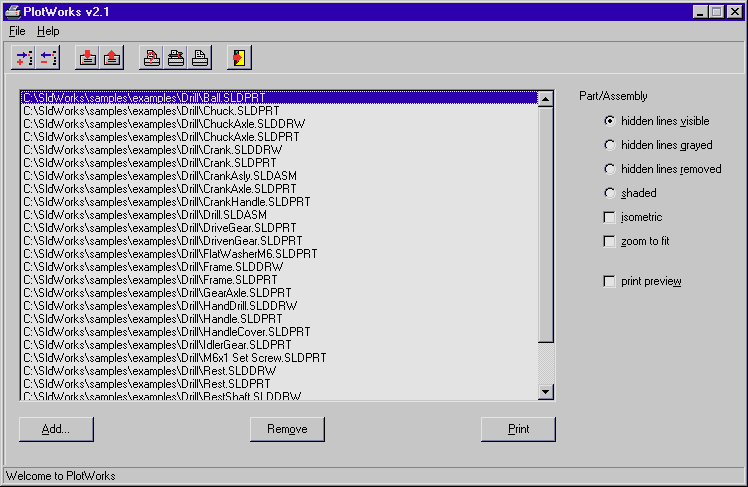 PlotWorks v2.1
File Help
C:\SldWorks\samples\examples\Drill\Ball.SLDPRT
C:\SldWorks\samples\examples\Drill\Chuck.SLDPRT
C:\SldWorks\samples\examples\Drill\ChuckAxle.SLDDRW
C:\SldWorks\samples\examples\Drill\ChuckAxle.SLDPRT
C:\SldWorks\samples\examples\Drill\Crank.SLDDRW
C:\SldWorks\samples\examples\Drill\Crank.SLDPRT
C:\SldWorks\samples\examples\Drill\CrankAsly.SLDASM
C:\SldWorks\samples\examples\Drill\CrankAxle.SLDPRT
C:\SldWorks\samples\examples\Drill\CrankHandle.SLDPRT
C:\SldWorks\samples\examples\Drill\Drill.SLDASM
C:\SldWorks\samples\examples\Drill\DriveGear.SLDPRT
C:\SldWorks\samples\examples\Drill\DrivenGear.SLDPRT
C:\SldWorks\samples\examples\Drill\FlatWasherM6.SLDPRT
C:\SldWorks\samples\examples\Drill\Frame.SLDDRW
C:\SldWorks\samples\examples\Drill\Frame.SLDPRT
C:\SldWorks\samples\examples\Drill\GearAxle.SLDPRT
C:\SldWorks\samples\examples\Drill\HandDrill.SLDDRW
C:\SldWorks\samples\examples\Drill\Handle.SLDPRT
C:\SldWorks\samples\examples\Drill\HandleCover.SLDPRT
C:\SldWorks\samples\examples\Drill\IdlerGear.SLDPRT
C:\SldWorks\samples\examples\Drill\M6x1 Set Screw.SLDPRT
C:\SldWorks\samples\examples\Drill\Rest.SLDDRW
C:\SldWorks\samples\examples\Drill\Rest.SLDPRT
C:\SldWorks\samples\examples\Drill\RestShaft.SLDDRW
Part/Assembly
hidden lines visible
hidden lines grayed
hidden lines removed
shaded
isometric
zoom to fit
print preview
Add...
Remove
Print
Welcome to PlotWorks